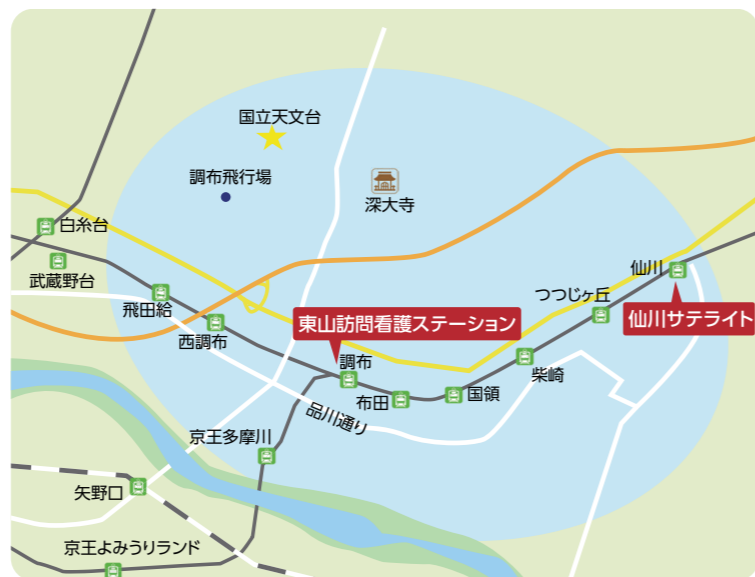 国立天文台
調布飛行場
深大寺
白糸台
武蔵野台
飛田給
西調布
東山訪問看護ステーション
調布
布田
国領
柴崎
つつじヶ丘
仙川
仙川サテライト
品川通り
京王多摩川
矢野口
京王よみうりランド